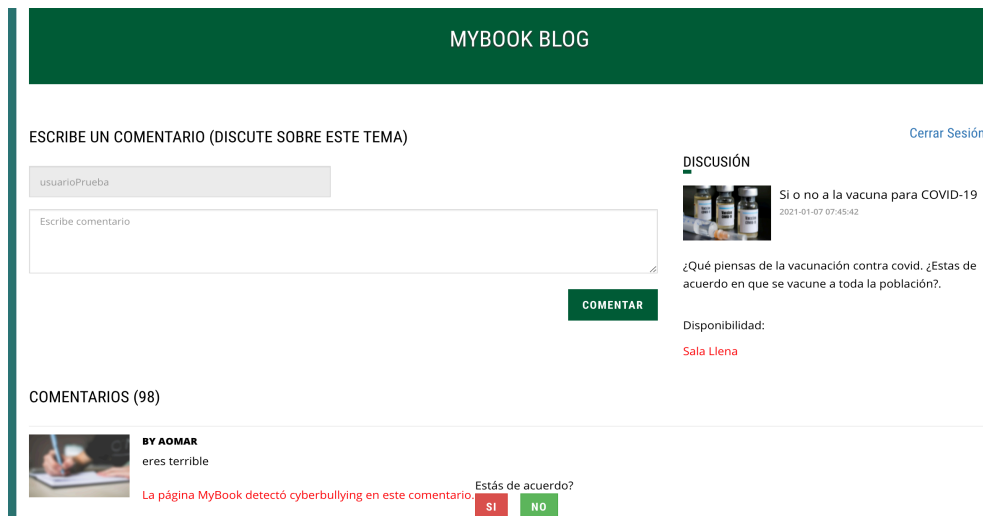 MYBOOK BLOG
ESCRIBE UN COMENTARIO (DISCUTE SOBRE ESTE TEMA)
Cerrar Sesión
usuarioPrueba
Escribe comentario
COMENTAR
DISCUSIÓN
Si o no a la vacuna para COVID-19
2021-01-07 07:45:42
¿Qué piensas de la vacunación contra covid. ¿Estas de
acuerdo en que se vacune a toda la población?.
Disponibilidad:
Sala Llena
COMENTARIOS (98)
BY AOMAR
eres terrible
La página MyBook detectó cyberbullying en este comentario.
Estás de acuerdo?
SI
NO